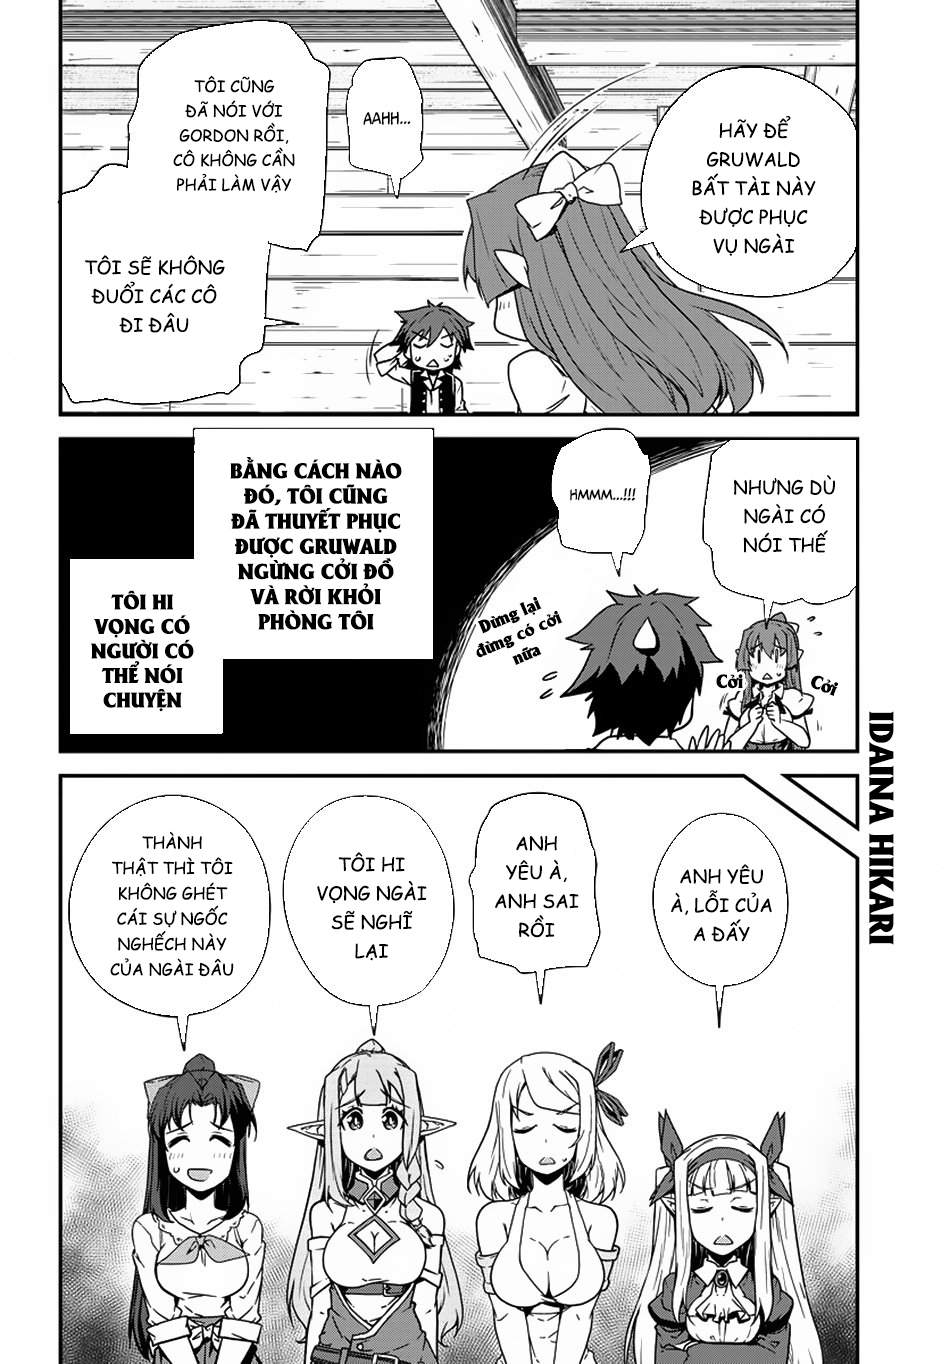 HÃY ĐỂ
GRUWALD
BẤT TÀI NÀY
ĐƯỢC PHỤC
VỤ NGÀI
AAHH...
TÔI CŨNG
ĐÃ NÓI VỚI
GORDON RỒI,
CÔ KHÔNG CẦN
PHẢI LÀM VẬY
TÔI SẼ KHÔNG
ĐUỔI CÁC CÔ
ĐI ĐÂU
NHƯNG DÙ
NGÀI CÓ
NÓI THẾ
HMMM...!!!
Dừng lại
đừng có cởi
nữa
Cởi
Cởi
BẰNG CÁCH NÀO
ĐÓ, TÔI CŨNG
ĐÃ THUYẾT PHỤC
ĐƯỢC GRUWALD
NGỪNG CỞI ĐỒ
VÀ RỜI KHỎI
PHÒNG TÔI
TÔI HI
VỌNG CÓ
NGƯỜI CÓ
THỂ NÓI
CHUYỆN
ANH YÊU
À, LỖI CỦA
A ĐẤY
ANH
YÊU À,
ANH SAI
RỒI
TÔI HI
VỌNG NGÀI
SẼ NGHĨ
LẠI
THÀNH
THẬT THÌ TÔI
KHÔNG GHÉT
CÁI SỰ NGỐC
NGHẾCH NÀY
CỦA NGÀI ĐÂU
IDAINA HIKARI